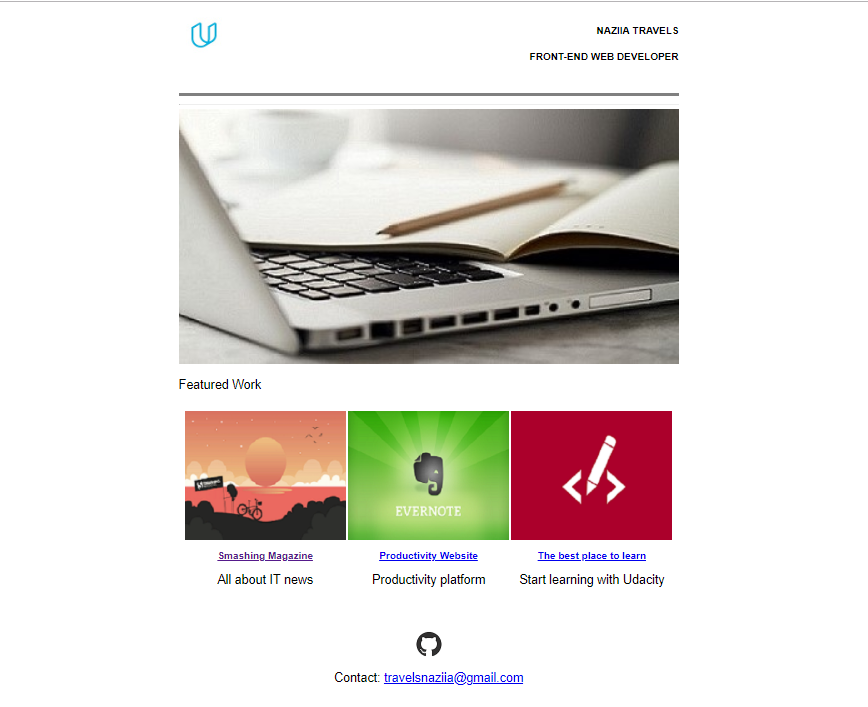 NAZIIA TRAVELS
FRONT-END WEB DEVELOPER
Featured Work
EVERNOTE
Smashing Magazine
Productivity Website
The best place to learn
All about IT news
Productivity platform
Start learning with Udacity
Contact: travelsnaziia@gmail.com